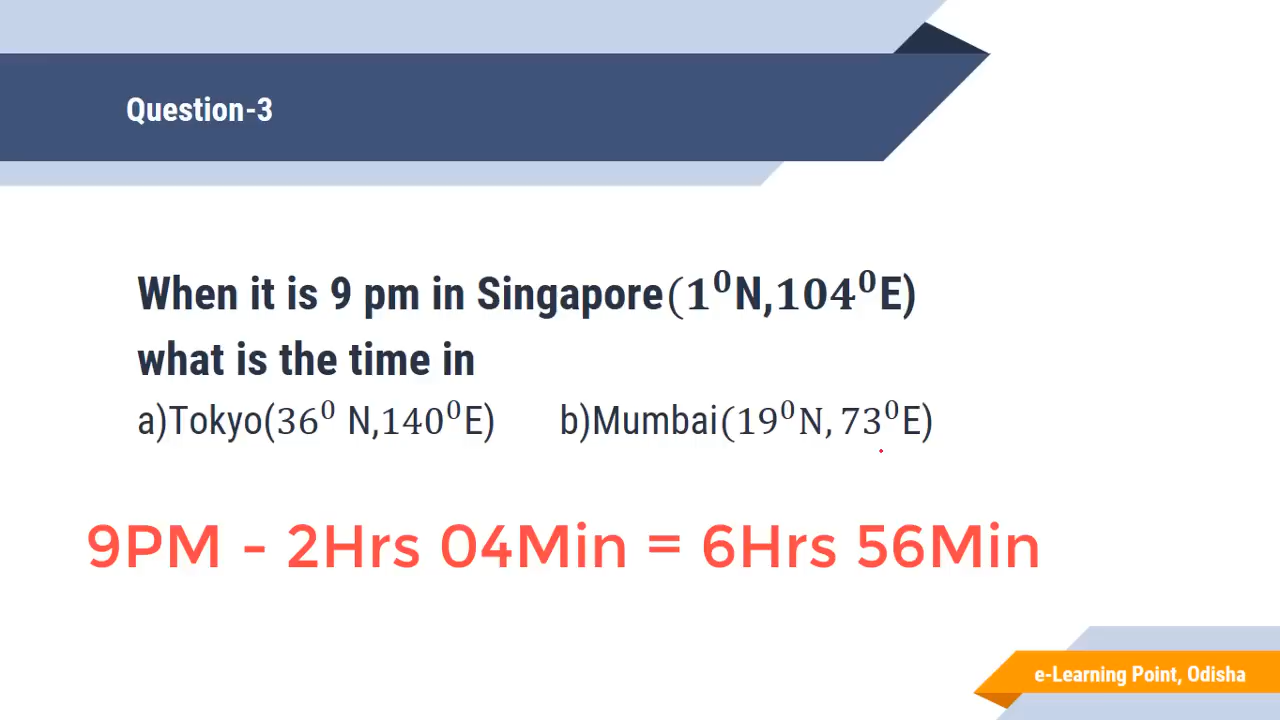 Question-3
When it is 9 pm in Singapore(1⁰N,104⁰E)
what is the time in
a)Tokyo(36⁰ N,140⁰E) b)Mumbai(19⁰N, 73⁰E)
9PM - 2Hrs 04Min = 6Hrs 56Min
e-Learning Point, Odisha